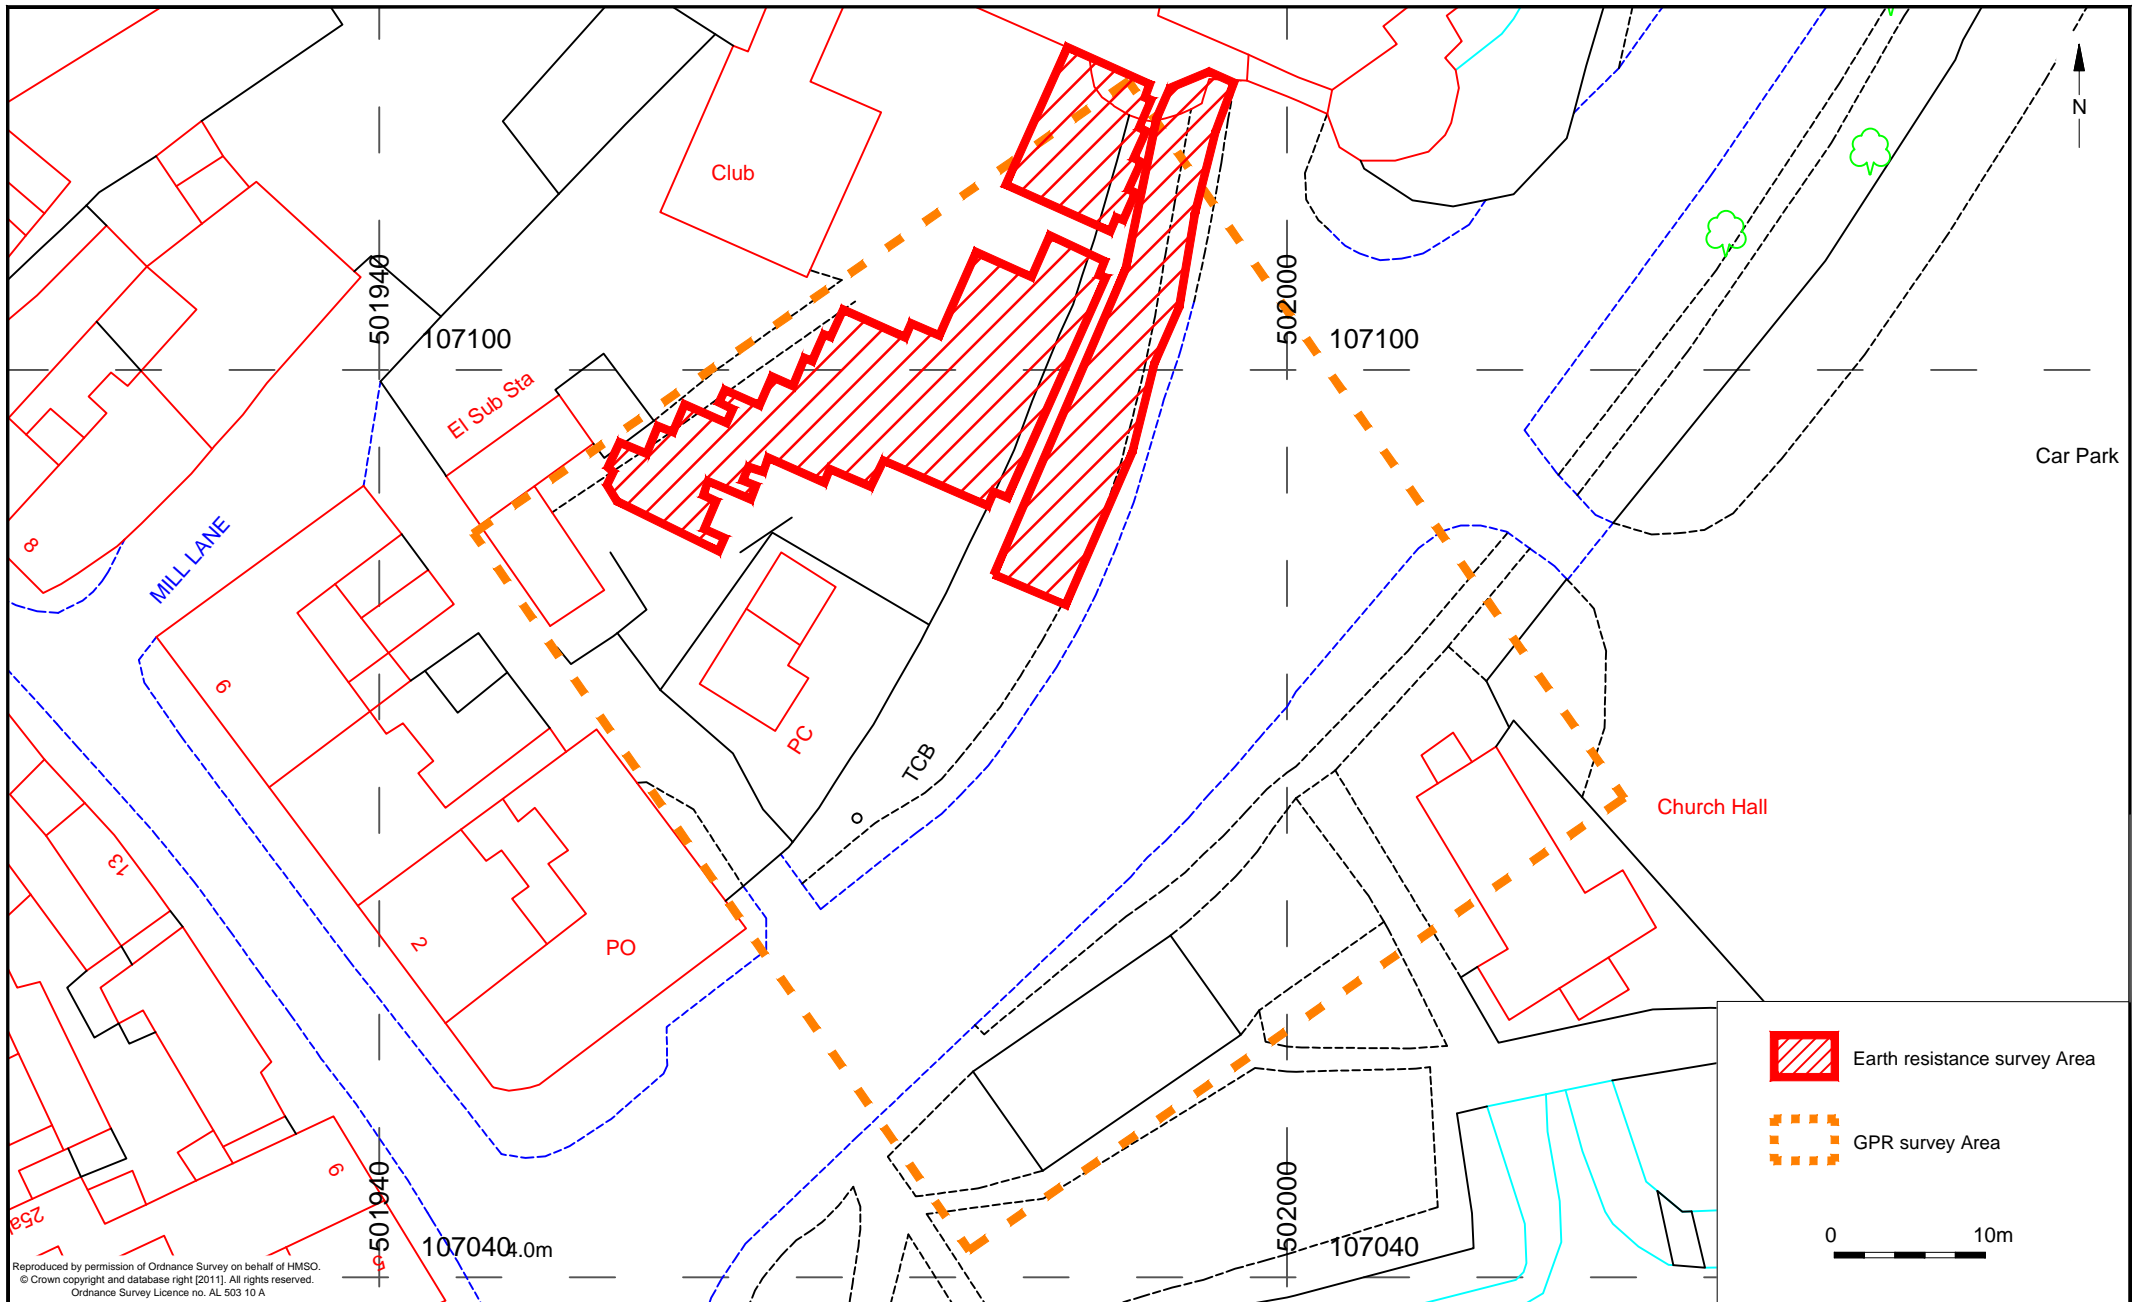 Club
N
501940
107100
502000
107100
El Sub Sta
Car Park
8
MILL LANE
9
PC
TCB
Church Hall
13
2
PO
Earth resistance survey Area
GPR survey Area
9
25a
501940
107040
4.0m
502000
107040
0 10m
5
Reproduced by permission of Ordnance Survey on behalf of HMSO.
© Crown copyright and database right [2011]. All rights reserved.
Ordnance Survey Licence no. AL 503 10 A